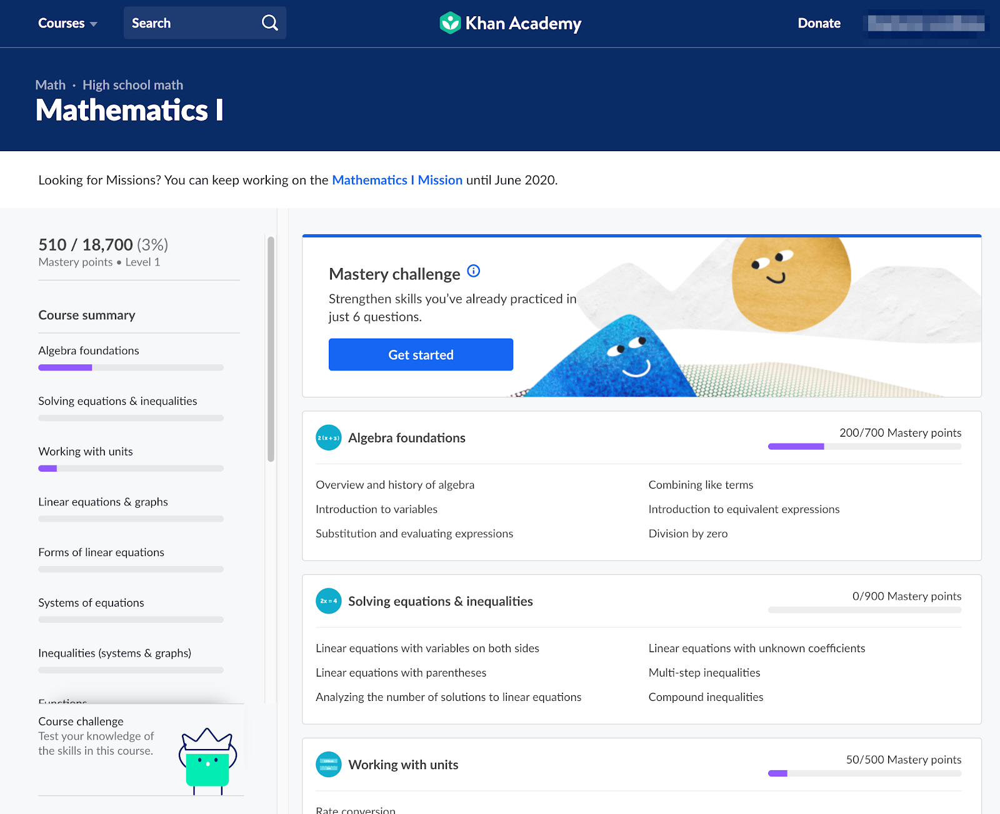 Courses
Search
Khan Academy
Donate
Math · High school math
Mathematics I
Looking for Missions? You can keep working on the Mathematics I Mission until June 2020.
510 / 18,700 (3%)
Mastery points • Level 1
Course summary
Algebra foundations
Solving equations & inequalities
Working with units
Linear equations & graphs
Forms of linear equations
Systems of equations
Inequalities (systems & graphs)
Functions
Course challenge
Test your knowledge of
the skills in this course.
Mastery challenge
Strengthen skills you've already practiced in
just 6 questions.
Get started
2(x+3)
Algebra foundations
200/700 Mastery points
Overview and history of algebra
Combining like terms
Introduction to variables
Introduction to equivalent expressions
Substitution and evaluating expressions
Division by zero
2x = 4
Solving equations & inequalities
0/900 Mastery points
Linear equations with variables on both sides
Linear equations with unknown coefficients
Linear equations with parentheses
Multi-step inequalities
Analyzing the number of solutions to linear equations
Compound inequalities
Working with units
50/500 Mastery points
Rate conversion